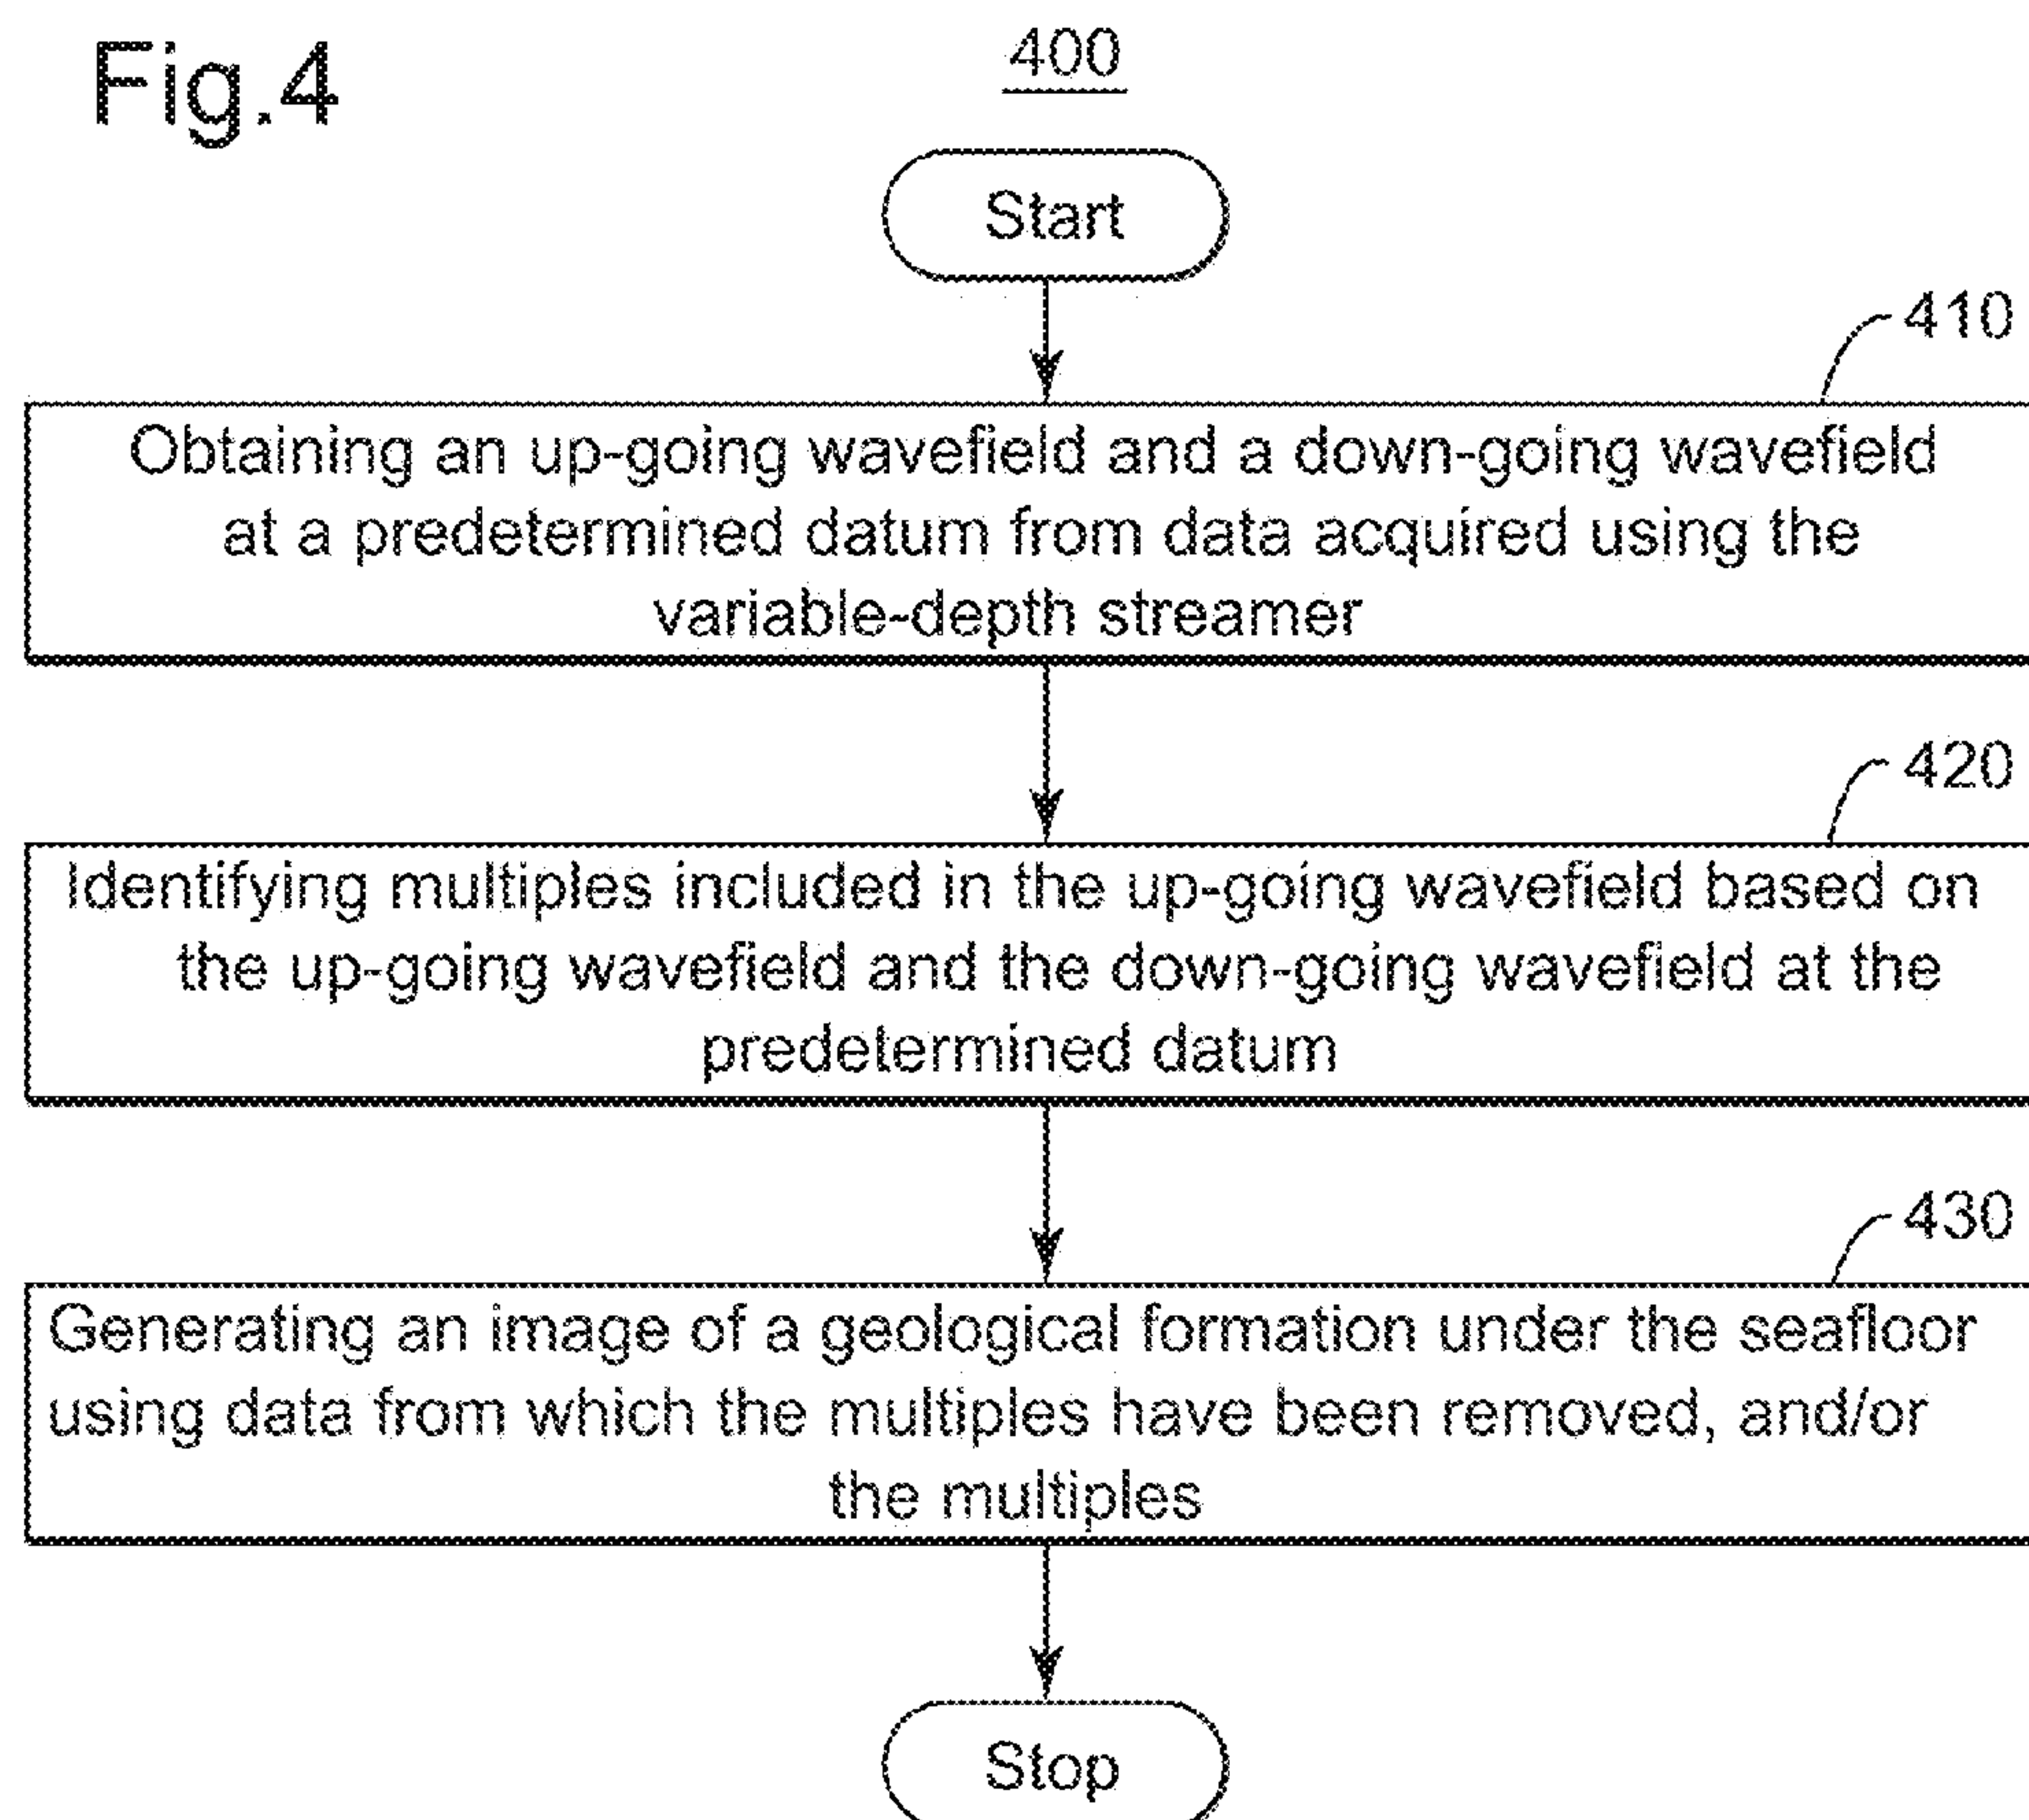 Fig.4
400
Start
410
Obtaining an up-going wavefield and a down-going wavefield
at a predetermined datum from data acquired using the
variable-depth streamer
420
Identifying multiples included in the up-going wavefield based on
the up-going wavefield and the down-going wavefield at the
predetermined datum
430
Generating an image of a geological formation under the seafloor
using data from which the multiples have been removed, and/or
the multiples
Stop